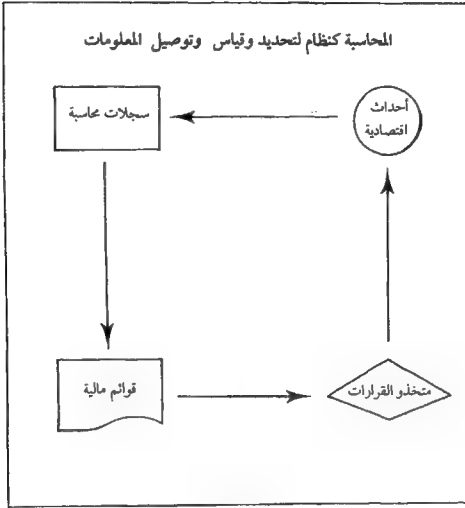 المحاسبة كنظام لتحديد وقياس وتوصيل المعلومات
أحداث
اقتصادية
سجلات محاسبة
قوائم مالية
متخذو القرارات